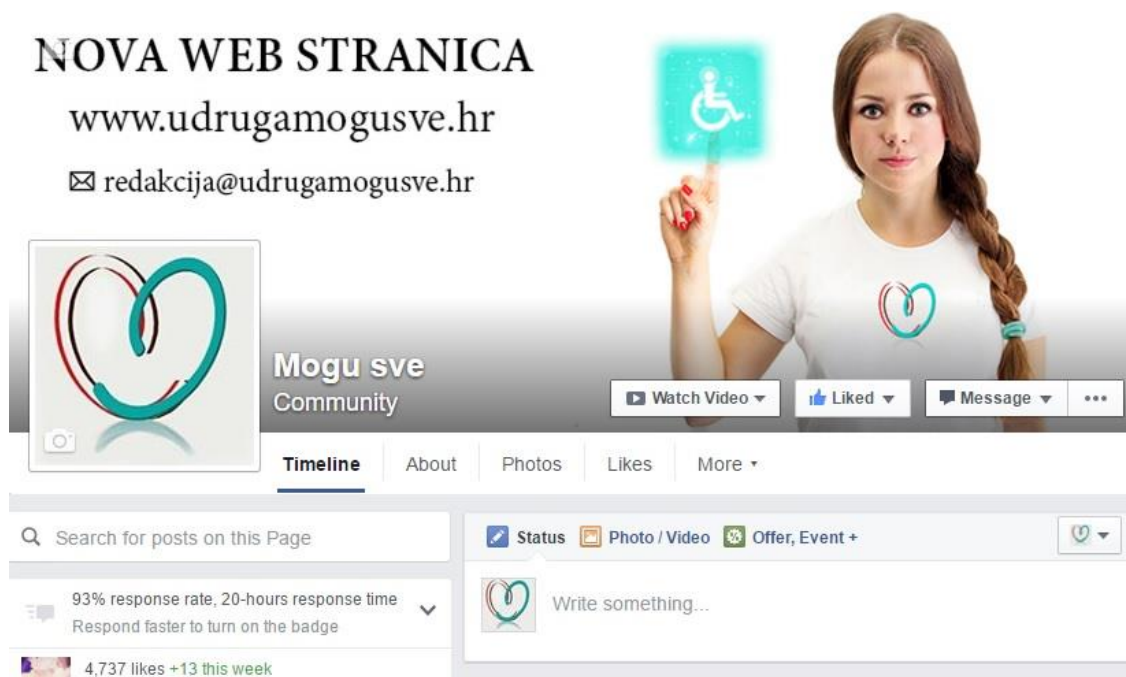 NOVA WEB STRANICA
www.udrugamogusve.hr
redakcija@udrugamogusve.hr
Mogu sve
Community
Watch Video
Liked
Message
Timeline
About
Photos
Likes
More
Search for posts on this Page
Status
Photo / Video
Offer, Event +
93% response rate, 20-hours response time
Respond faster to turn on the badge
Write something...
4,737 likes +13 this week